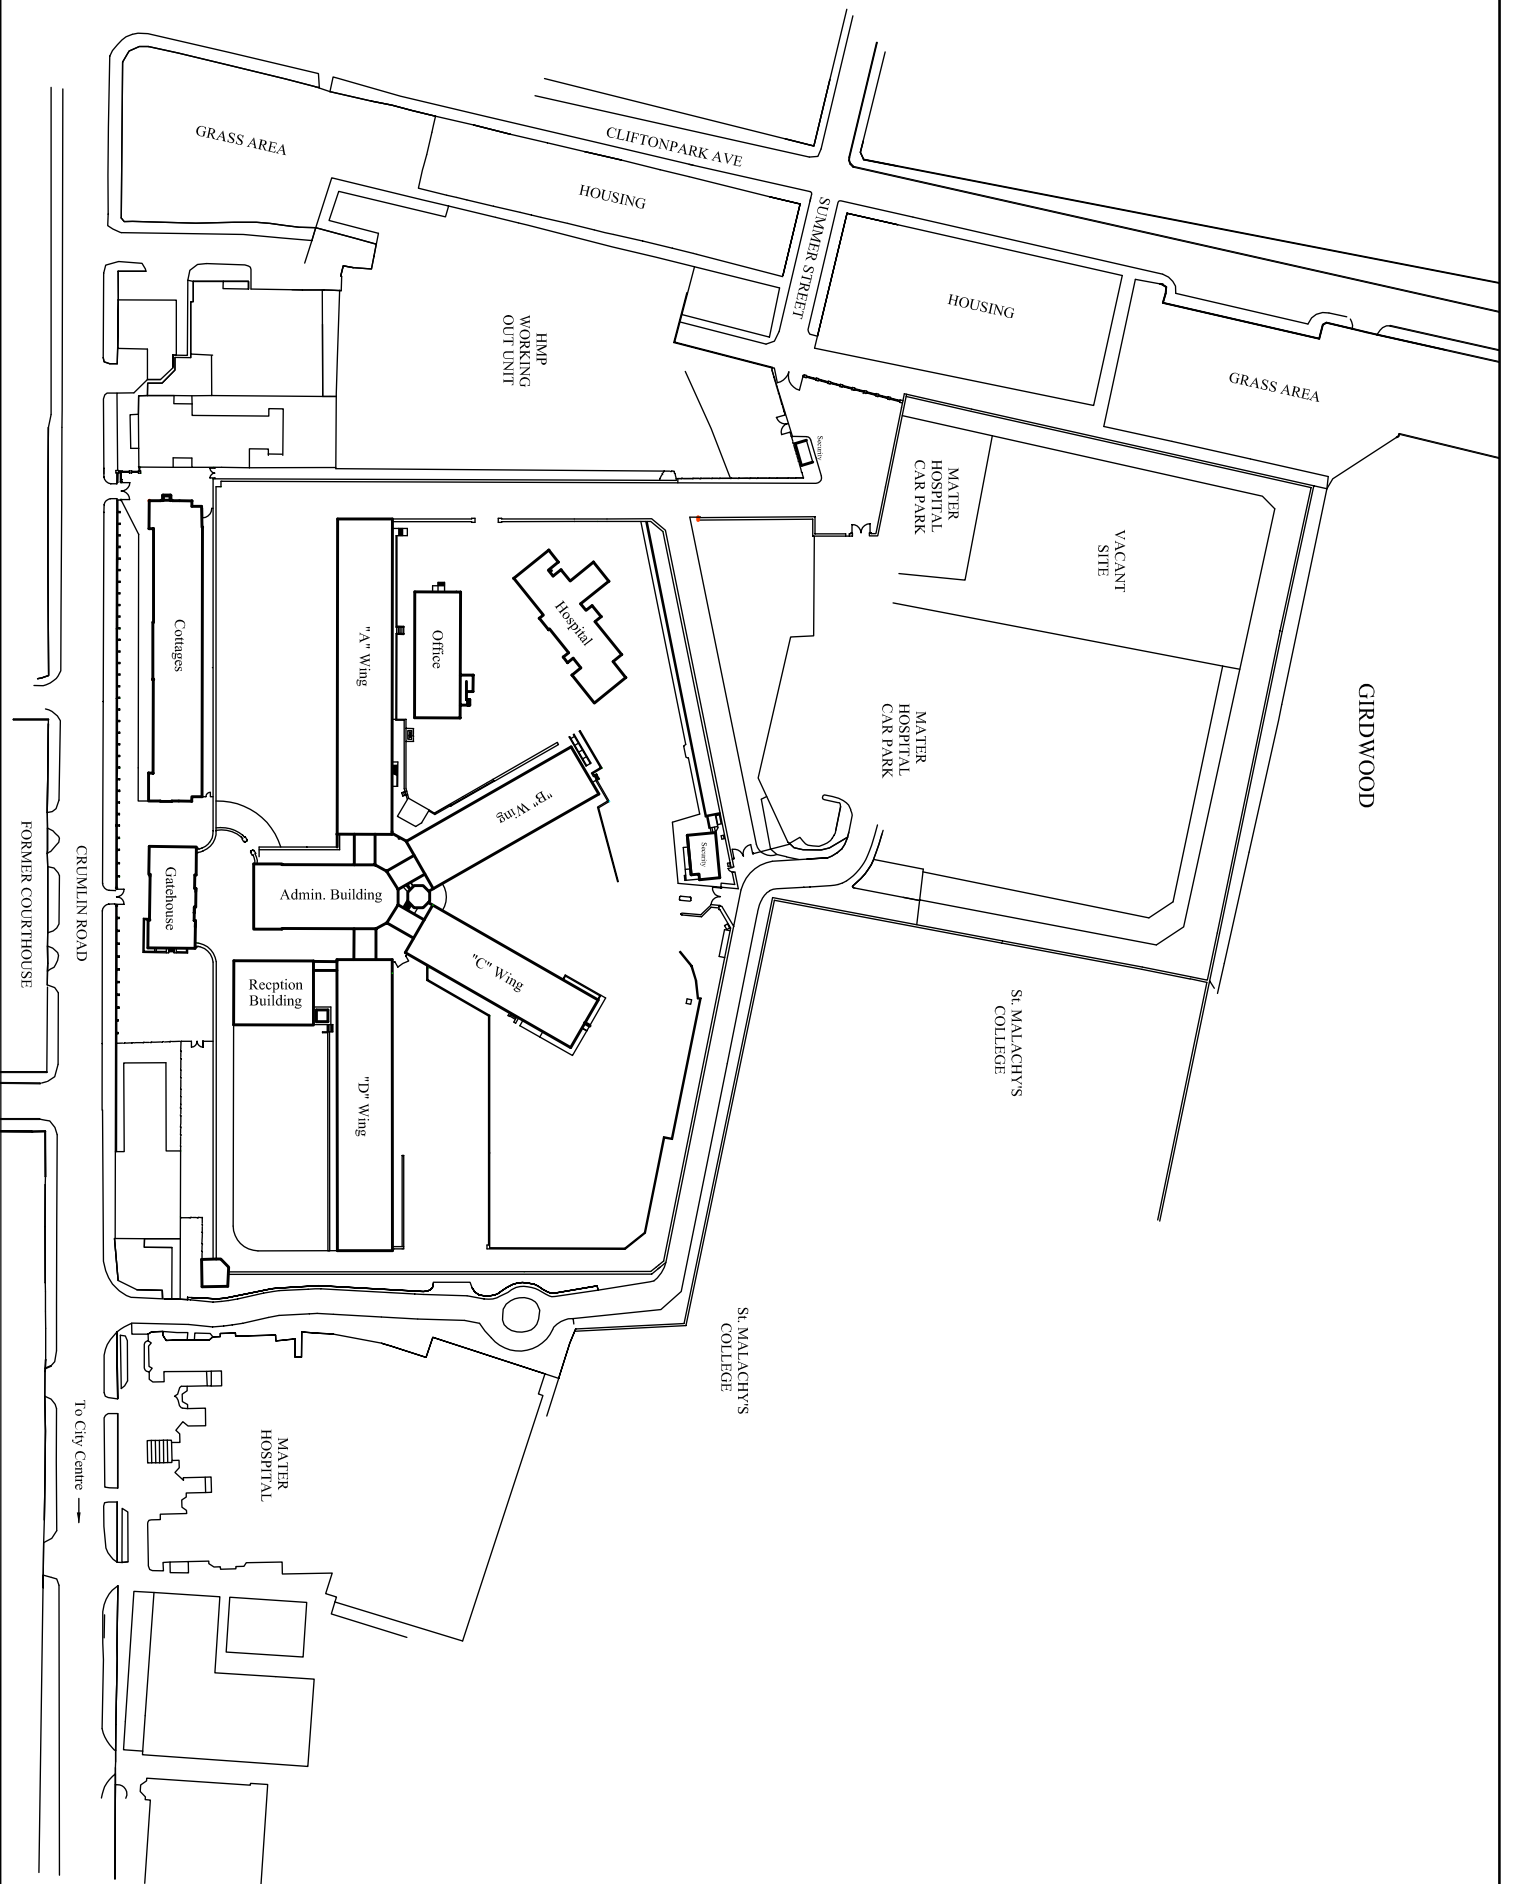 CLIFTONPARK AVE
GRASS AREA
HOUSING
SUMMER STREET
HOUSING
GRASS AREA
HMP
WORKING
OUT UNIT
Security
MATER
HOSPITAL
CAR PARK
VACANT
SITE
GIRDWOOD
Cottages
"A" Wing
Office
Hospital
MATER
HOSPITAL
CAR PARK
"B" Wing
Security
FORMER COURTHOUSE
CRUMLIN ROAD
Gatehouse
Admin. Building
"C" Wing
Recption
Building
"D" Wing
St. MALACHY'S
COLLEGE
St. MALACHY'S
COLLEGE
To City Centre
MATER
HOSPITAL